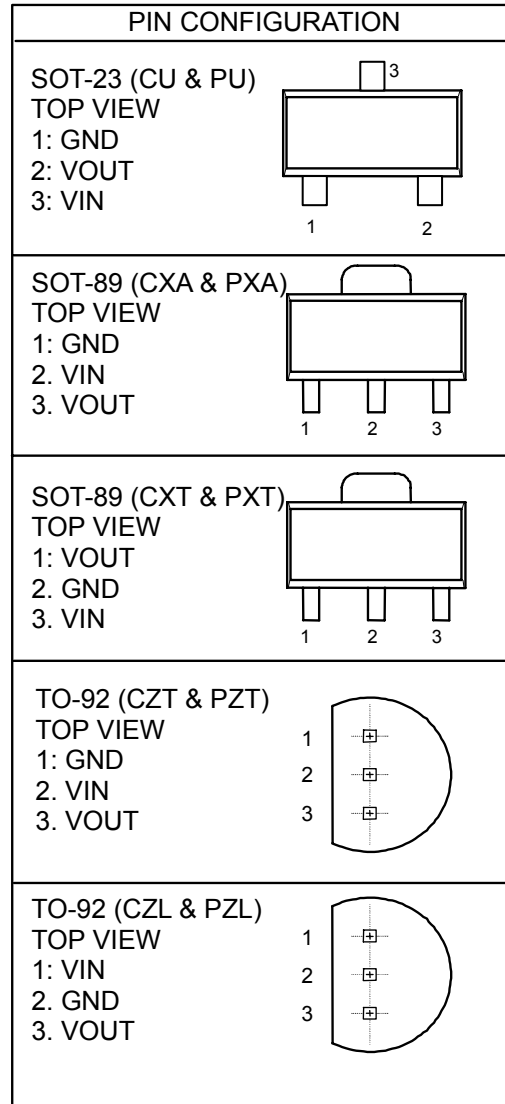 PIN CONFIGURATION
SOT-23 (CU & PU)
TOP VIEW
1: GND
2: VOUT
3: VIN
3
1 2
SOT-89 (CXA & PXA)
TOP VIEW
1: GND
2. VIN
3. VOUT
1 2 3
SOT-89 (CXT & PXT)
TOP VIEW
1: VOUT
2. GND
3. VIN
1 2 3
TO-92 (CZT & PZT)
TOP VIEW
1: GND
2. VIN
3. VOUT
1
2
3
TO-92 (CZL & PZL)
TOP VIEW
1: VIN
2. GND
3. VOUT
1
2
3